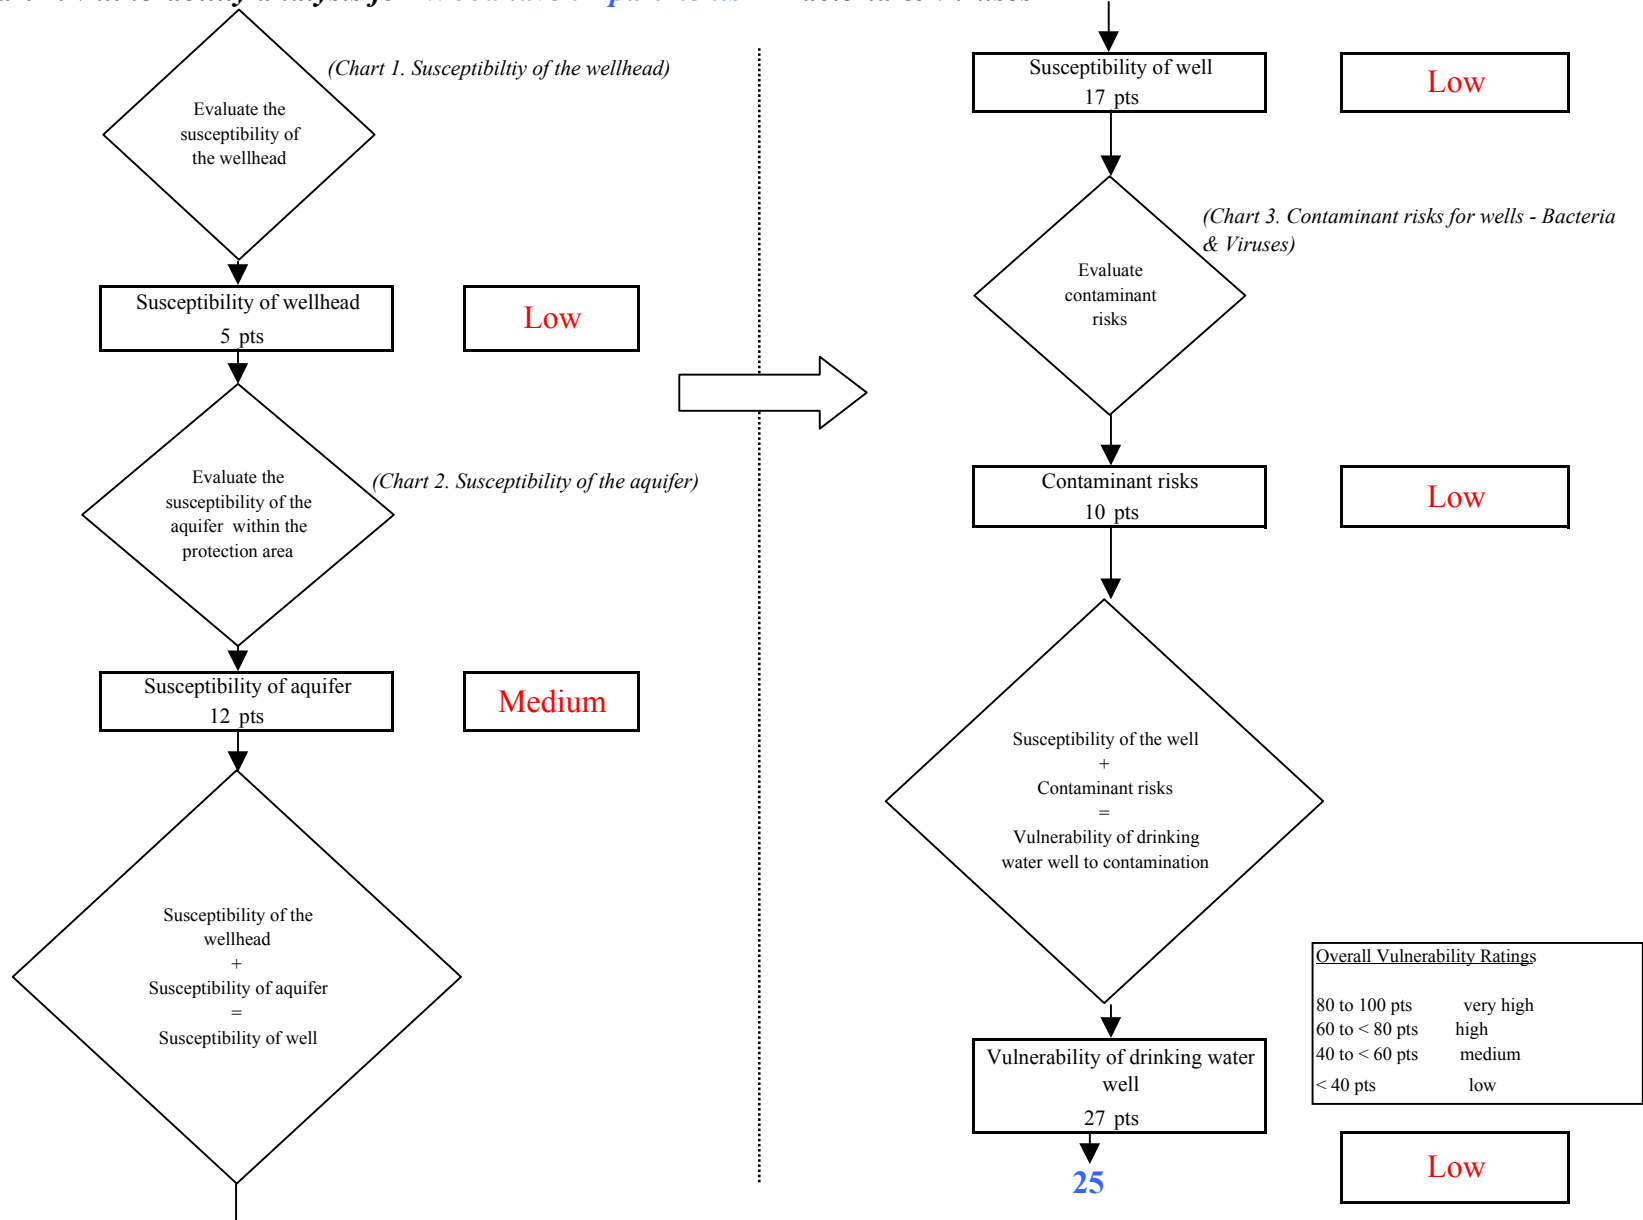 (Chart 1. Susceptibiltiy of the wellhead)
Evaluate the
susceptibility of
the wellhead
Susceptibility of wellhead
5 pts
Low
Evaluate the
susceptibility of the
aquifer within the
protection area
(Chart 2. Susceptibility of the aquifer)
Susceptibility of aquifer
12 pts
Medium
Susceptibility of the
wellhead
+
Susceptibility of aquifer
=
Susceptibility of well
Susceptibility of well
17 pts
Low
(Chart 3. Contaminant risks for wells - Bacteria
& Viruses)
Evaluate
contaminant
risks
Contaminant risks
10 pts
Low
Susceptibility of the well
+
Contaminant risks
=
Vulnerability of drinking
water well to contamination
Overall Vulnerability Ratings
80 to 100 pts very high
60 to < 80 pts high
40 to < 60 pts medium
< 40 pts low
Vulnerability of drinking water
well
27 pts
25
Low